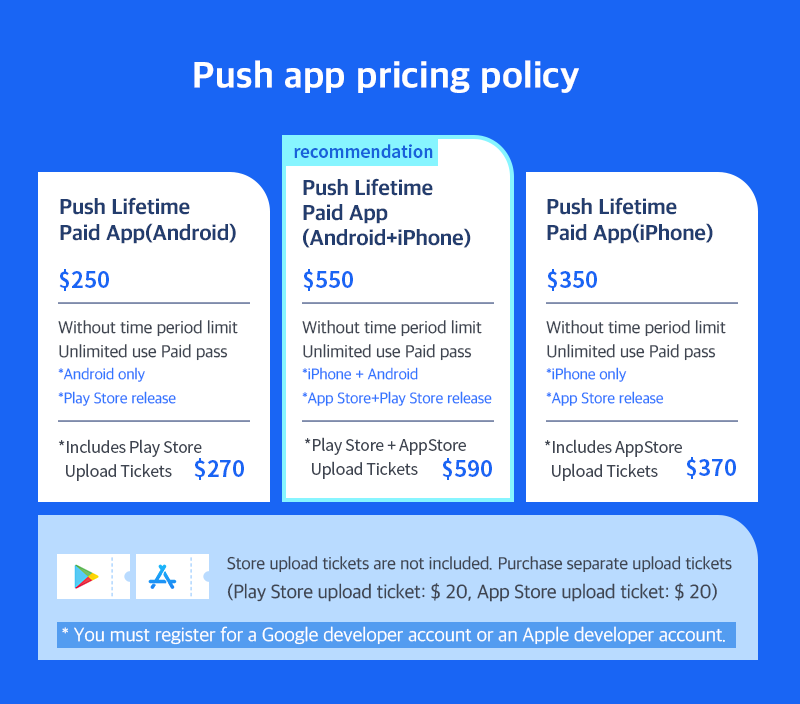 Push app pricing policy
Push Lifetime
Paid App(Android)
$250
Without time period limit
Unlimited use Paid pass
*Android only
*Play Store release
*Includes Play Store
Upload Tickets $270
recommendation
Push Lifetime
Paid App
(Android+iPhone)
$550
Without time period limit
Unlimited use Paid pass
*iPhone + Android
*App Store+Play Store release
*Play Store + AppStore
Upload Tickets $590
Push Lifetime
Paid App(iPhone)
$350
Without time period limit
Unlimited use Paid pass
*iPhone only
*App Store release
*Includes AppStore
Upload Tickets $370
Store upload tickets are not included. Purchase separate upload tickets
(Play Store upload ticket: $ 20, App Store upload ticket: $ 20)
* You must register for a Google developer account or an Apple developer account.